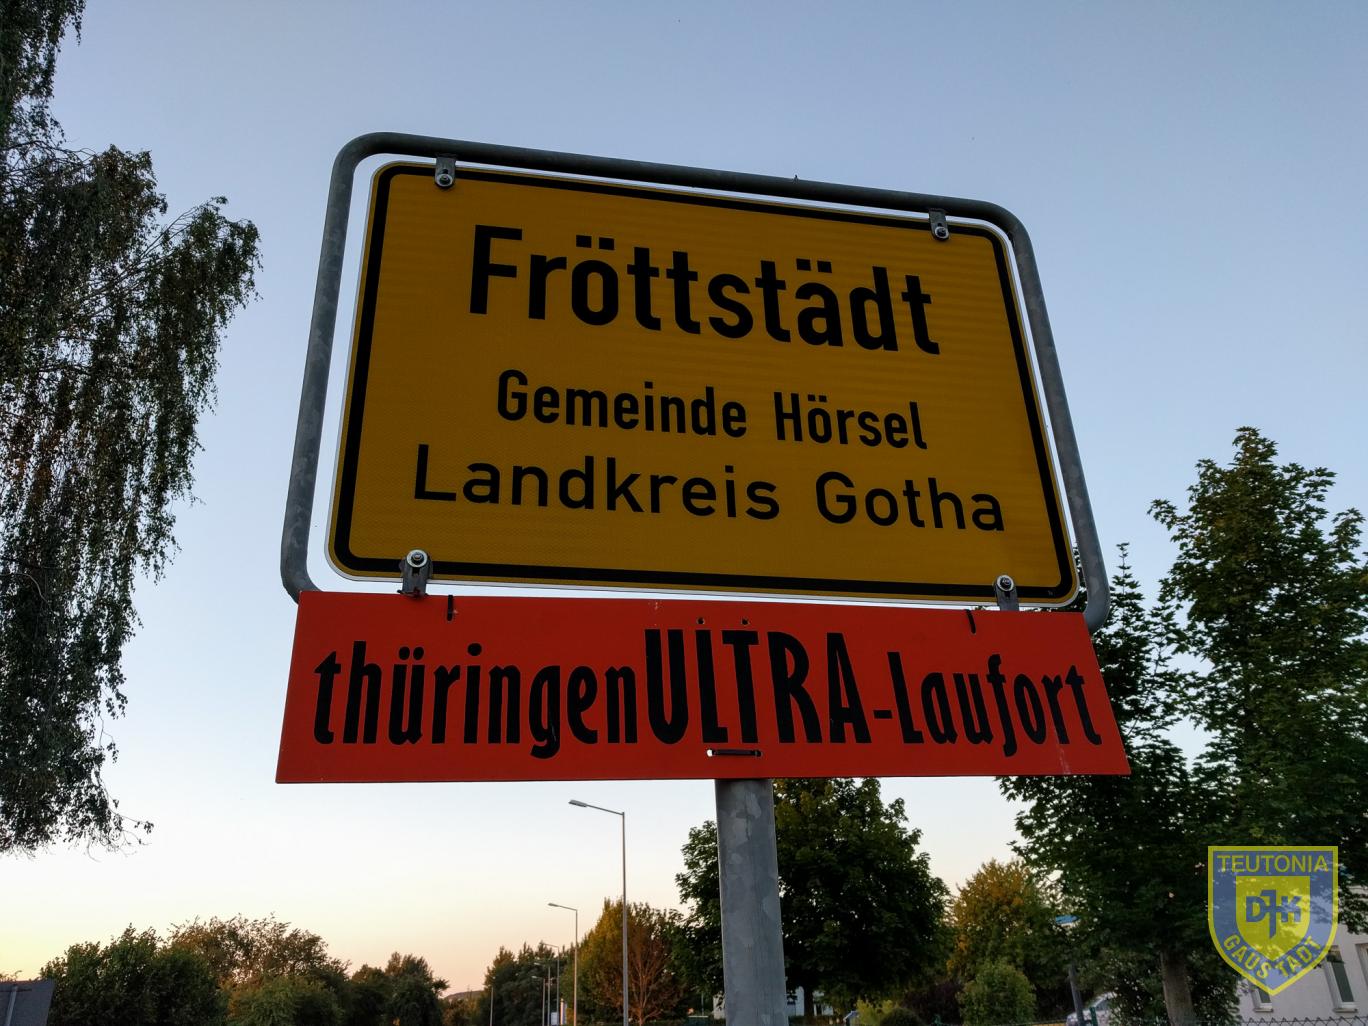 Fröttstädt
Gemeinde Hörsel
Landkreis Gotha
thüringenULTRA-Laufort
TEUTONIA
DJK
GAUSTADT